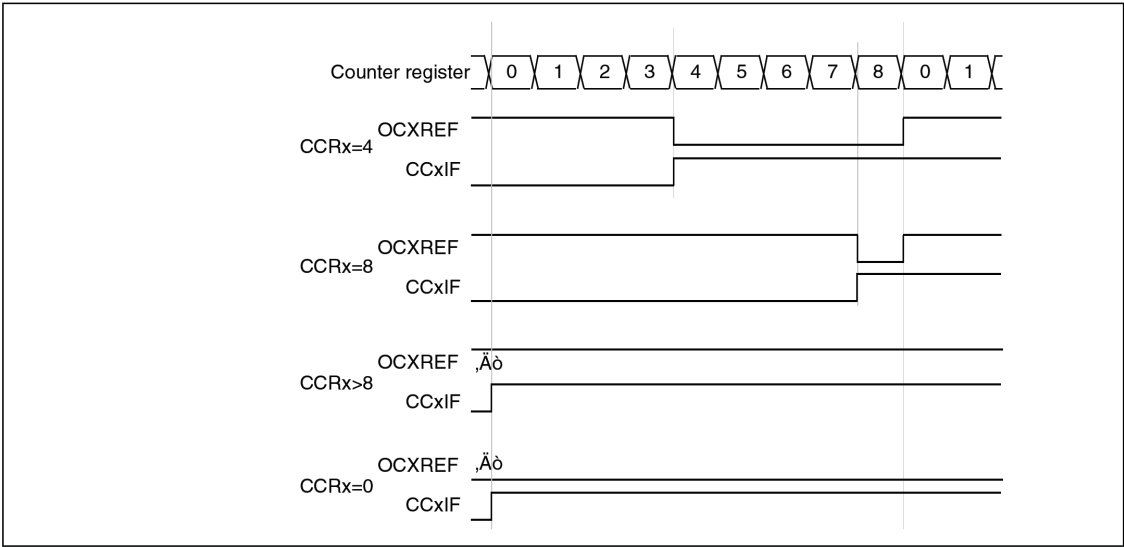 Counter register 0 1 2 3 4 5 6 7 8 0 1
OCXREF
CCRx=4
CCxIF
OCXREF
CCRx=8
CCxIF
OCXREF ‚Äò
CCRx>8
CCxIF
OCXREF ‚Äò
CCRx=0
CCxIF